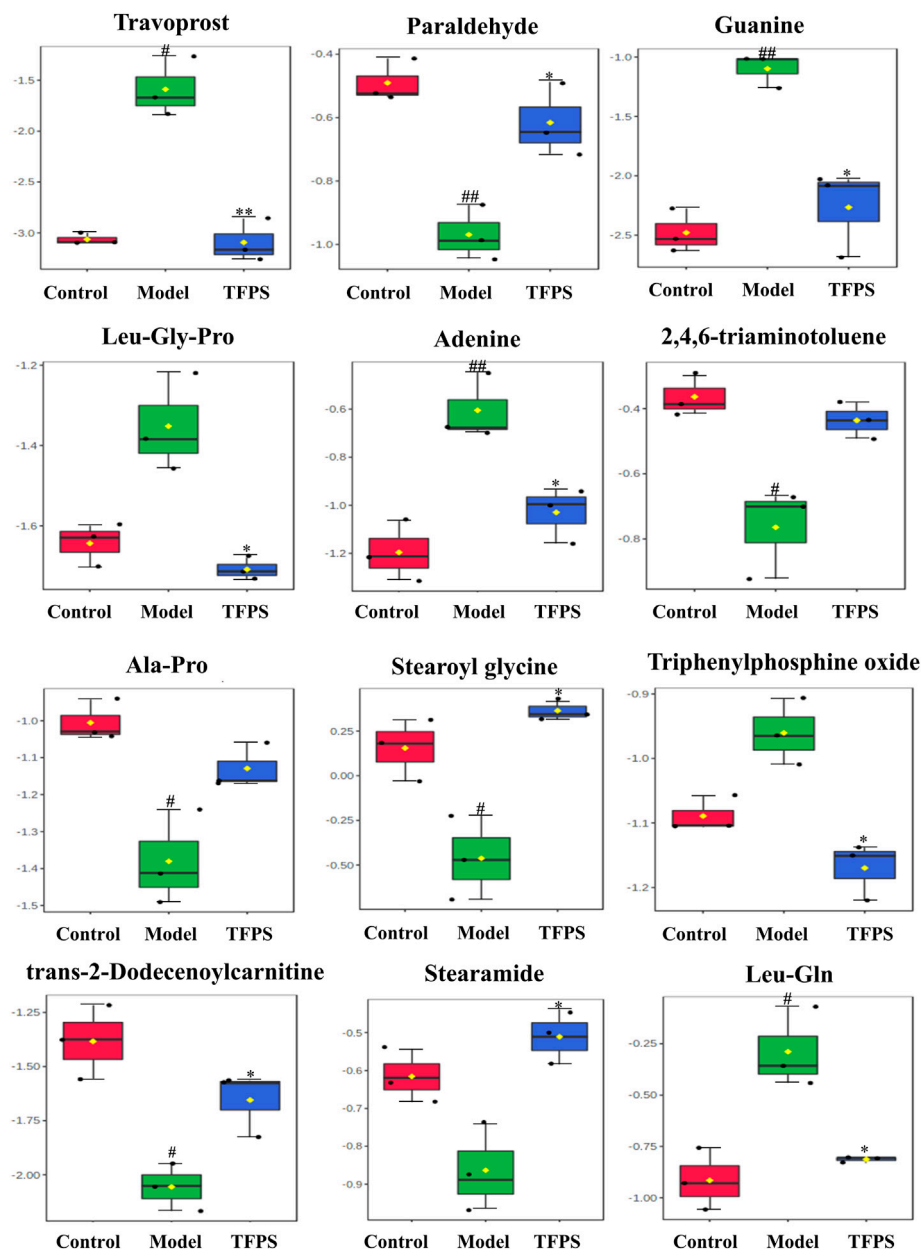 Travoprost
Paraldehyde
Guanine
#
-1.5
-2.0
-2.5
-3.0
**
Control Model TFPS
-0.4
-0.6
-0.8
-1.0
##
*
Control Model TFPS
-1.0
-1.5
-2.0
-2.5
##
*
Control Model TFPS
Leu-Gly-Pro
Adenine
2,4,6-triaminotoluene
-1.2
-1.4
-1.6
*
Control Model TFPS
##
-0.6
-0.8
-1.0
-1.2
*
Control Model TFPS
-0.4
-0.6
-0.8
#
Control Model TFPS
Ala-Pro
Stearoyl glycine
Triphenylphosphine oxide
-1.0
-1.1
-1.2
-1.3
-1.4
-1.5
#
Control Model TFPS
*
0.25
0.00
-0.25
-0.50
#
Control Model TFPS
-0.9
-1.0
-1.1
-1.2
*
Control Model TFPS
trans-2-Dodecenoylcarnitine
Stearamide
Leu-Gln
-1.25
-1.50
-1.75
-2.00
#
*
Control Model TFPS
*
-0.5
-0.6
-0.7
-0.8
-0.9
Control Model TFPS
#
-0.25
-0.50
-0.75
-1.00
*
Control Model TFPS